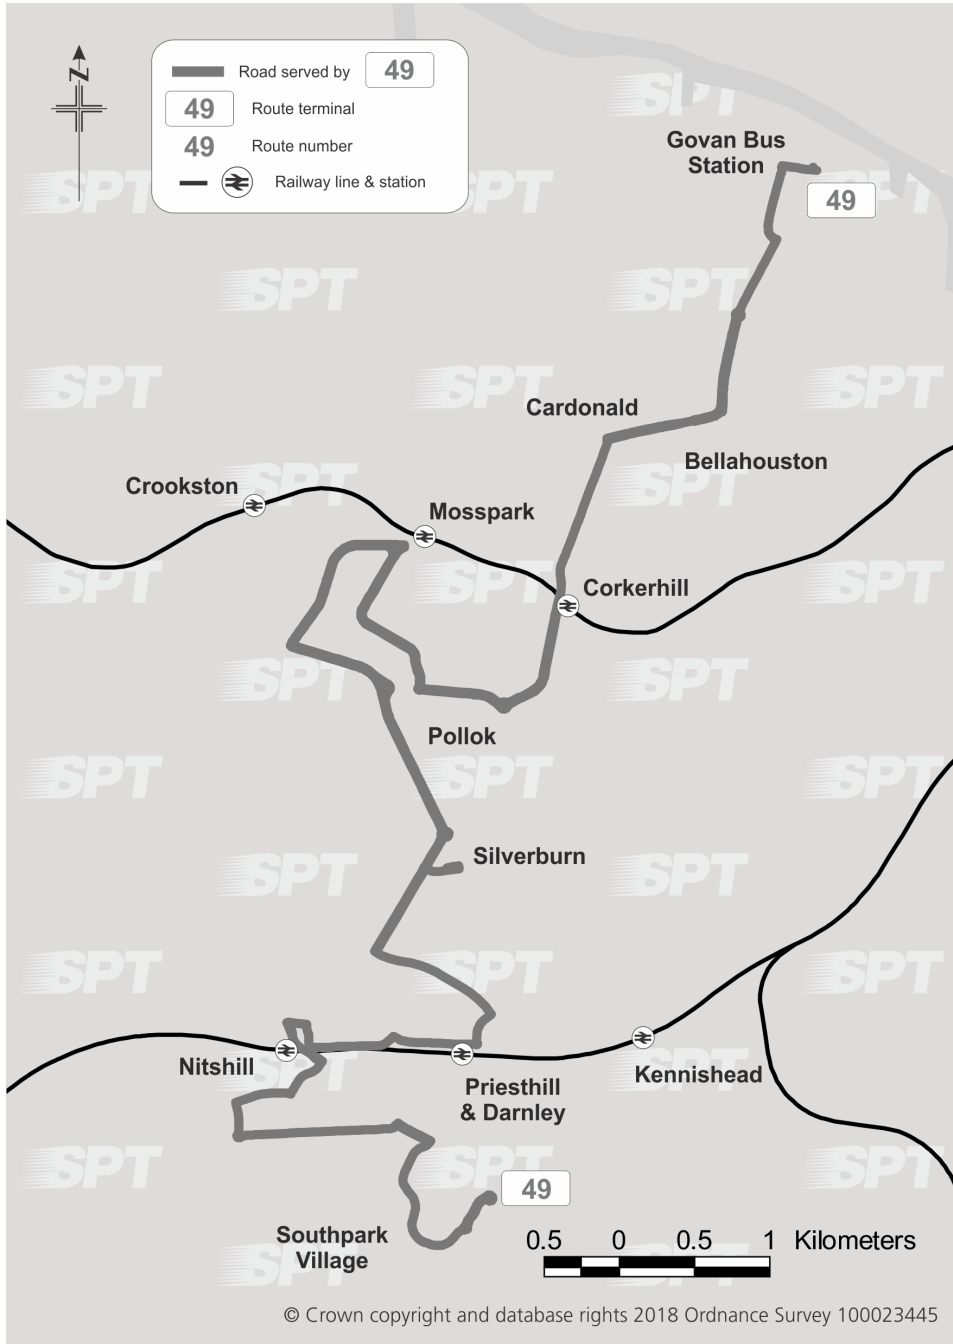 N
Road served by 49
49 Route terminal
49 Route number
Railway line & station
SPT
Govan Bus
Station
49
Cardonald
Bellahouston
Crookston
Mosspark
Corkerhill
Pollok
Silverburn
Nitshill
Priesthill
& Darnley
Kennishead
49
Southpark
Village
0.5 0 0.5 1 Kilometers
© Crown copyright and database rights 2018 Ordnance Survey 100023445